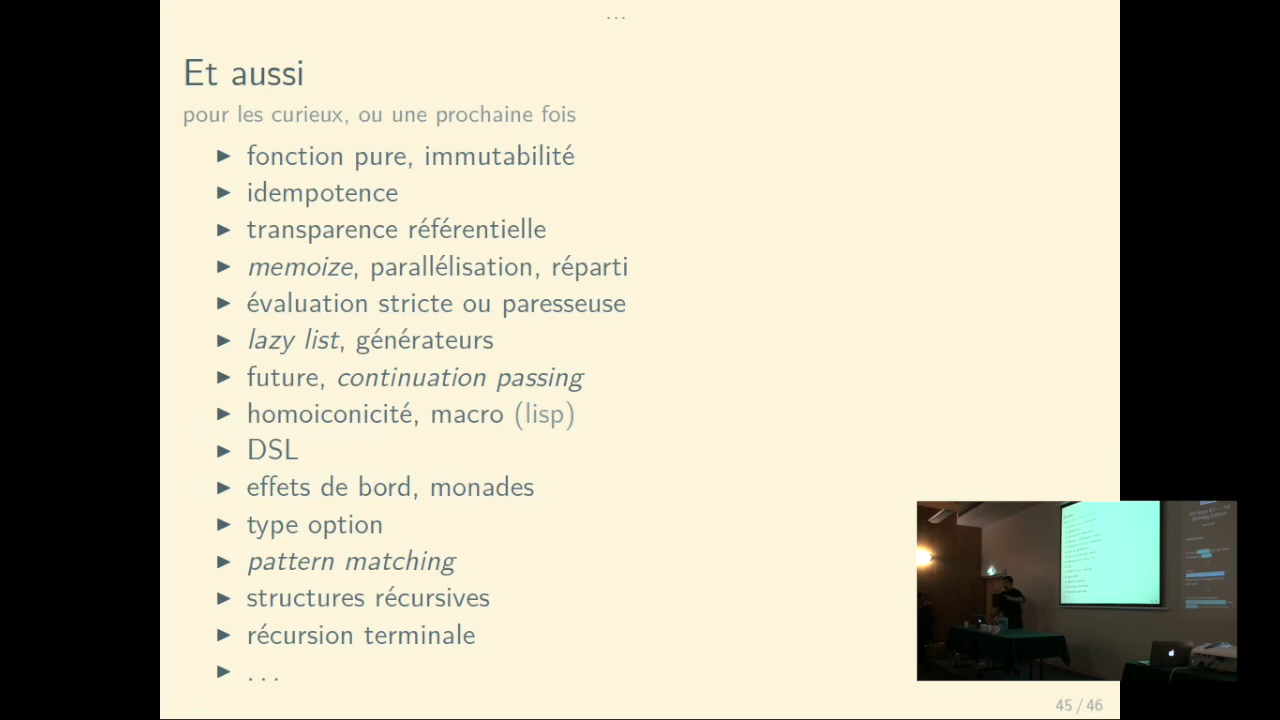 ...
Et aussi
pour les curieux, ou une prochaine fois
▶ fonction pure, immutabilité
▶ idempotence
▶ transparence référentielle
▶ memoize, parallélisation, réparti
▶ évaluation stricte ou paresseuse
▶ lazy list, générateurs
▶ future, continuation passing
▶ homoiconicité, macro (lisp)
▶ DSL
▶ effets de bord, monades
▶ type option
▶ pattern matching
▶ structures récursives
▶ récursion terminale
▶ ...
45 / 46